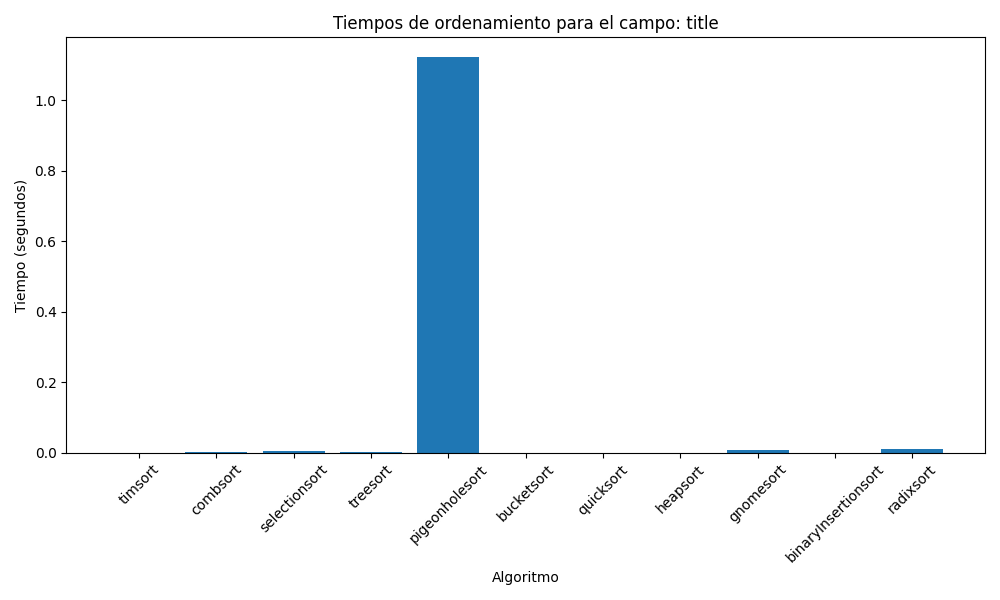 Tiempos de ordenamiento para el campo: title
Tiempo (segundos)
1.0
0.8
0.6
0.4
0.2
0.0
timsort
combsort
selectionsort
treesort
pigeonholesort
bucketsort
quicksort
heapsort
gnomesort
binaryInsertionsort
radixsort
Algoritmo